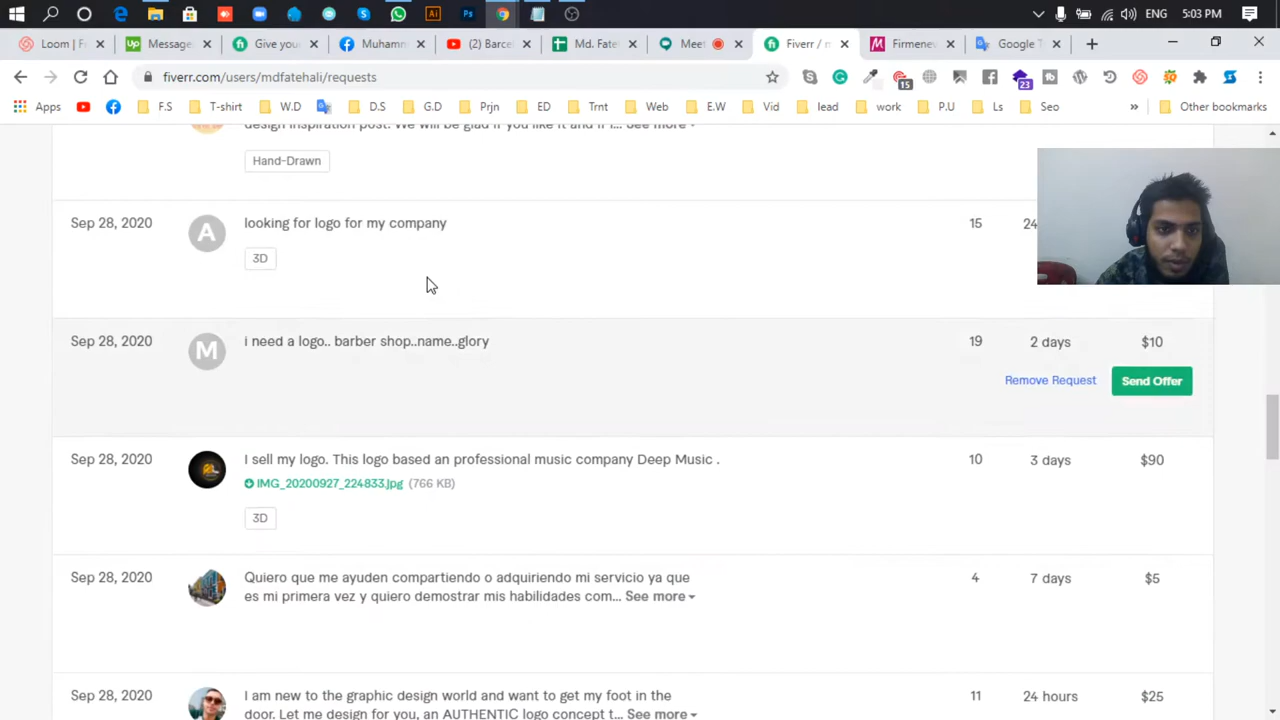 ENG 5:03 PM
Loom | F
Message
Give you
Muhamn
(2) Barce
Md. Fate
Meet
Fiverr / n
Firmenev
Google T
fiverr.com/users/mdfatehali/requests
15
23
Apps F.S T-shirt W.D D.S G.D Prjn ED Trnt Web E.W Vid lead work P.U Ls Seo » Other bookmarks
design inspiration post. We will be glad if you like it and if i... See more
Hand-Drawn
Sep 28, 2020 A looking for logo for my company 15 24
3D
Sep 28, 2020 M i need a logo.. barber shop..name..glory 19 2 days $10
Remove Request Send Offer
Sep 28, 2020 I sell my logo. This logo based an professional music company Deep Music . 10 3 days $90
IMG_20200927_224833.jpg (766 KB)
3D
Sep 28, 2020 Quiero que me ayuden compartiendo o adquiriendo mi servicio ya que 4 7 days $5
es mi primera vez y quiero demostrar mis habilidades com... See more
Sep 28, 2020 I am new to the graphic design world and want to get my foot in the 11 24 hours $25
door. Let me design for you, an AUTHENTIC logo concept t... See more